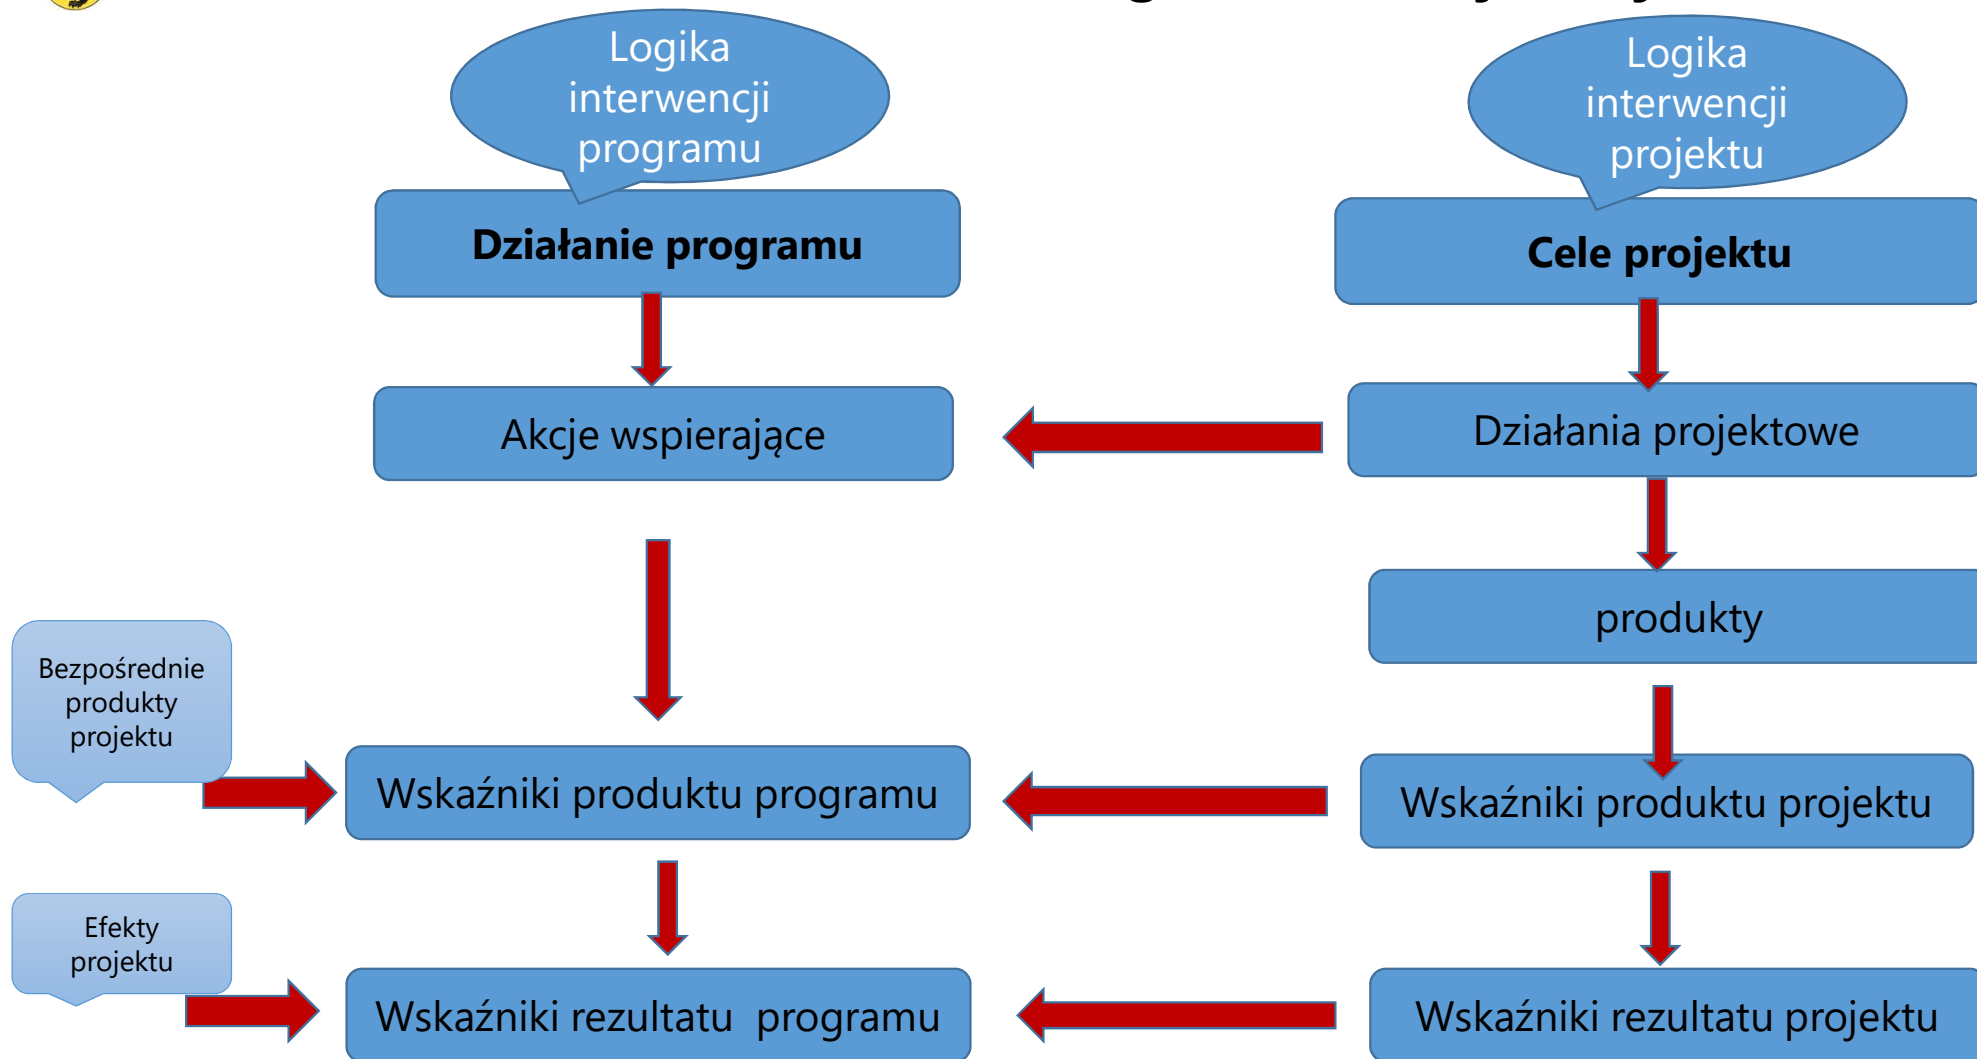 Logika
interwencji
programu
Logika
interwencji
projektu
Działanie programu
Cele projektu
Akcje wspierające
Działania projektowe
produkty
Bezpośrednie
produkty
projektu
Wskaźniki produktu programu
Wskaźniki produktu projektu
Efekty
projektu
Wskaźniki rezultatu  programu
Wskaźniki rezultatu projektu